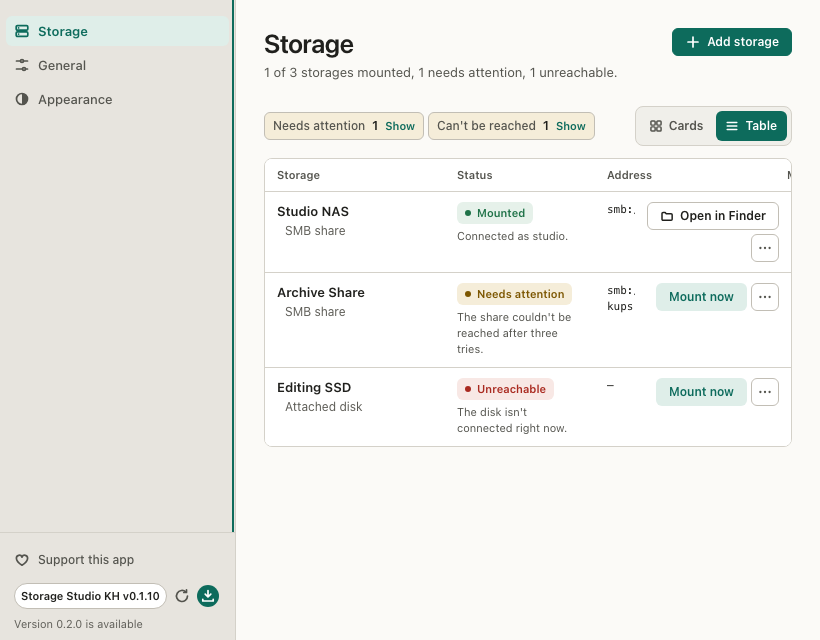 Storage
General
Appearance
Support this app
Storage Studio KH v0.1.10
Version 0.2.0 is available
Storage
Add storage
1 of 3 storages mounted, 1 needs attention, 1 unreachable.
Needs attention 1 Show
Can't be reached 1 Show
Cards
Table
Storage Status Address
Studio NAS
SMB share
Mounted
Connected as studio.
smb:
Open in Finder
Archive Share
SMB share
Needs attention
The share couldn't be
reached after three
tries.
smb:
kups
Mount now
Editing SSD
Attached disk
Unreachable
The disk isn't
connected right now.
–
Mount now